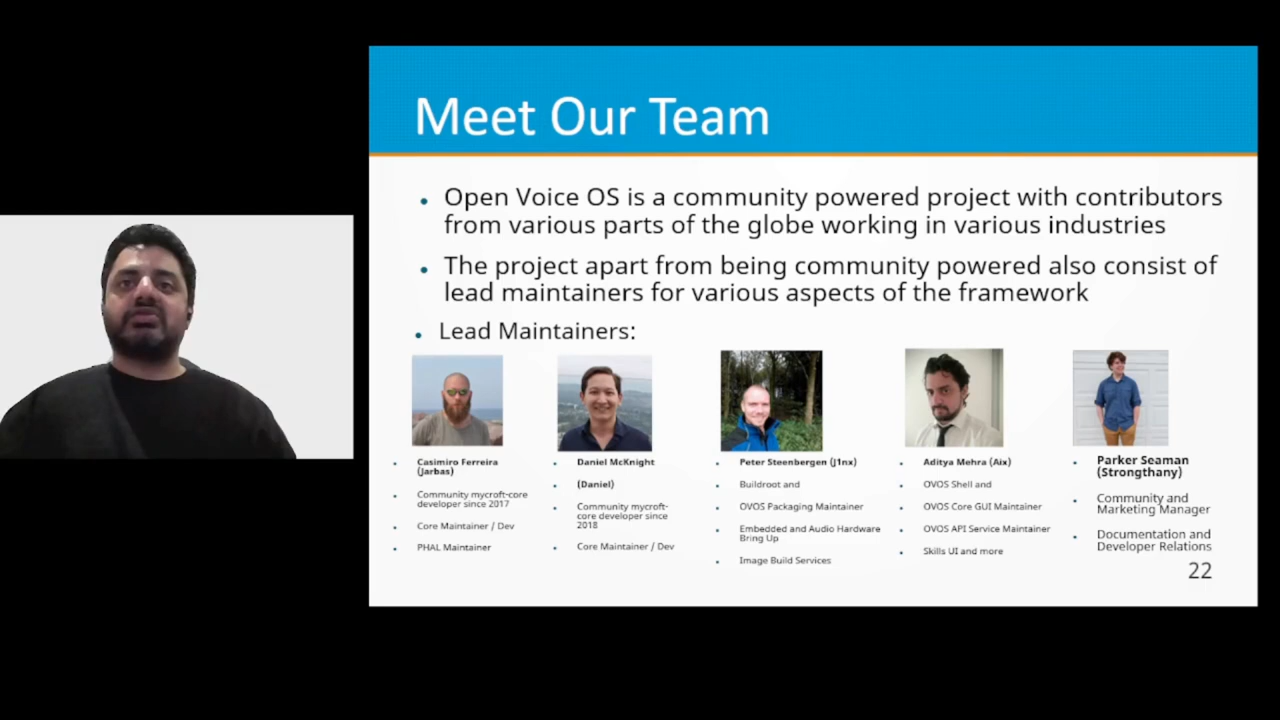 Meet Our Team
Open Voice OS is a community powered project with contributors
from various parts of the globe working in various industries
The project apart from being community powered also consist of
lead maintainers for various aspects of the framework
Lead Maintainers:
Casimiro Ferreira
(Jarbas)
Community mycroft-core
developer since 2017
Core Maintainer / Dev
PHAL Maintainer
Daniel McKnight
(Daniel)
Community mycroft-
core developer since
2018
Core Maintainer / Dev
Peter Steenbergen (J1nx)
Buildroot and
OVOS Packaging Maintainer
Embedded and Audio Hardware
Bring Up
Image Build Services
Aditya Mehra (Aix)
OVOS Shell and
OVOS Core GUI Maintainer
OVOS API Service Maintainer
Skills UI and more
Parker Seaman
(Strongthany)
Community and
Marketing Manager
Documentation and
Developer Relations
22